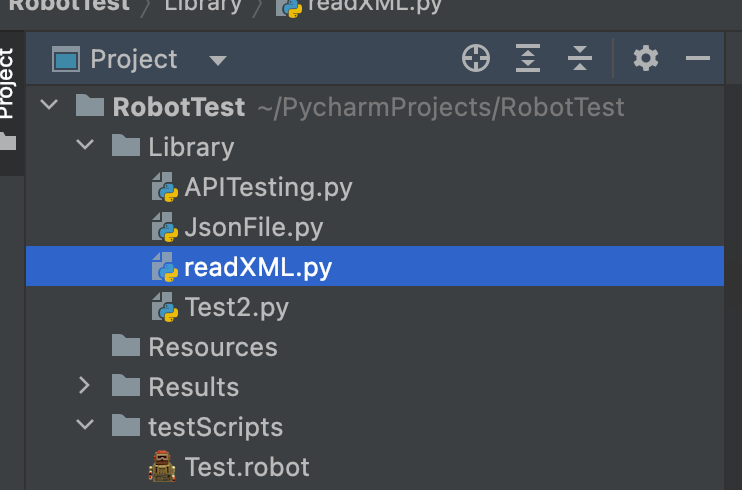 RobotTest Library readXML.py
Project
Project
RobotTest ~/PycharmProjects/RobotTest
Library
APITesting.py
JsonFile.py
readXML.py
Test2.py
Resources
Results
testScripts
Test.robot